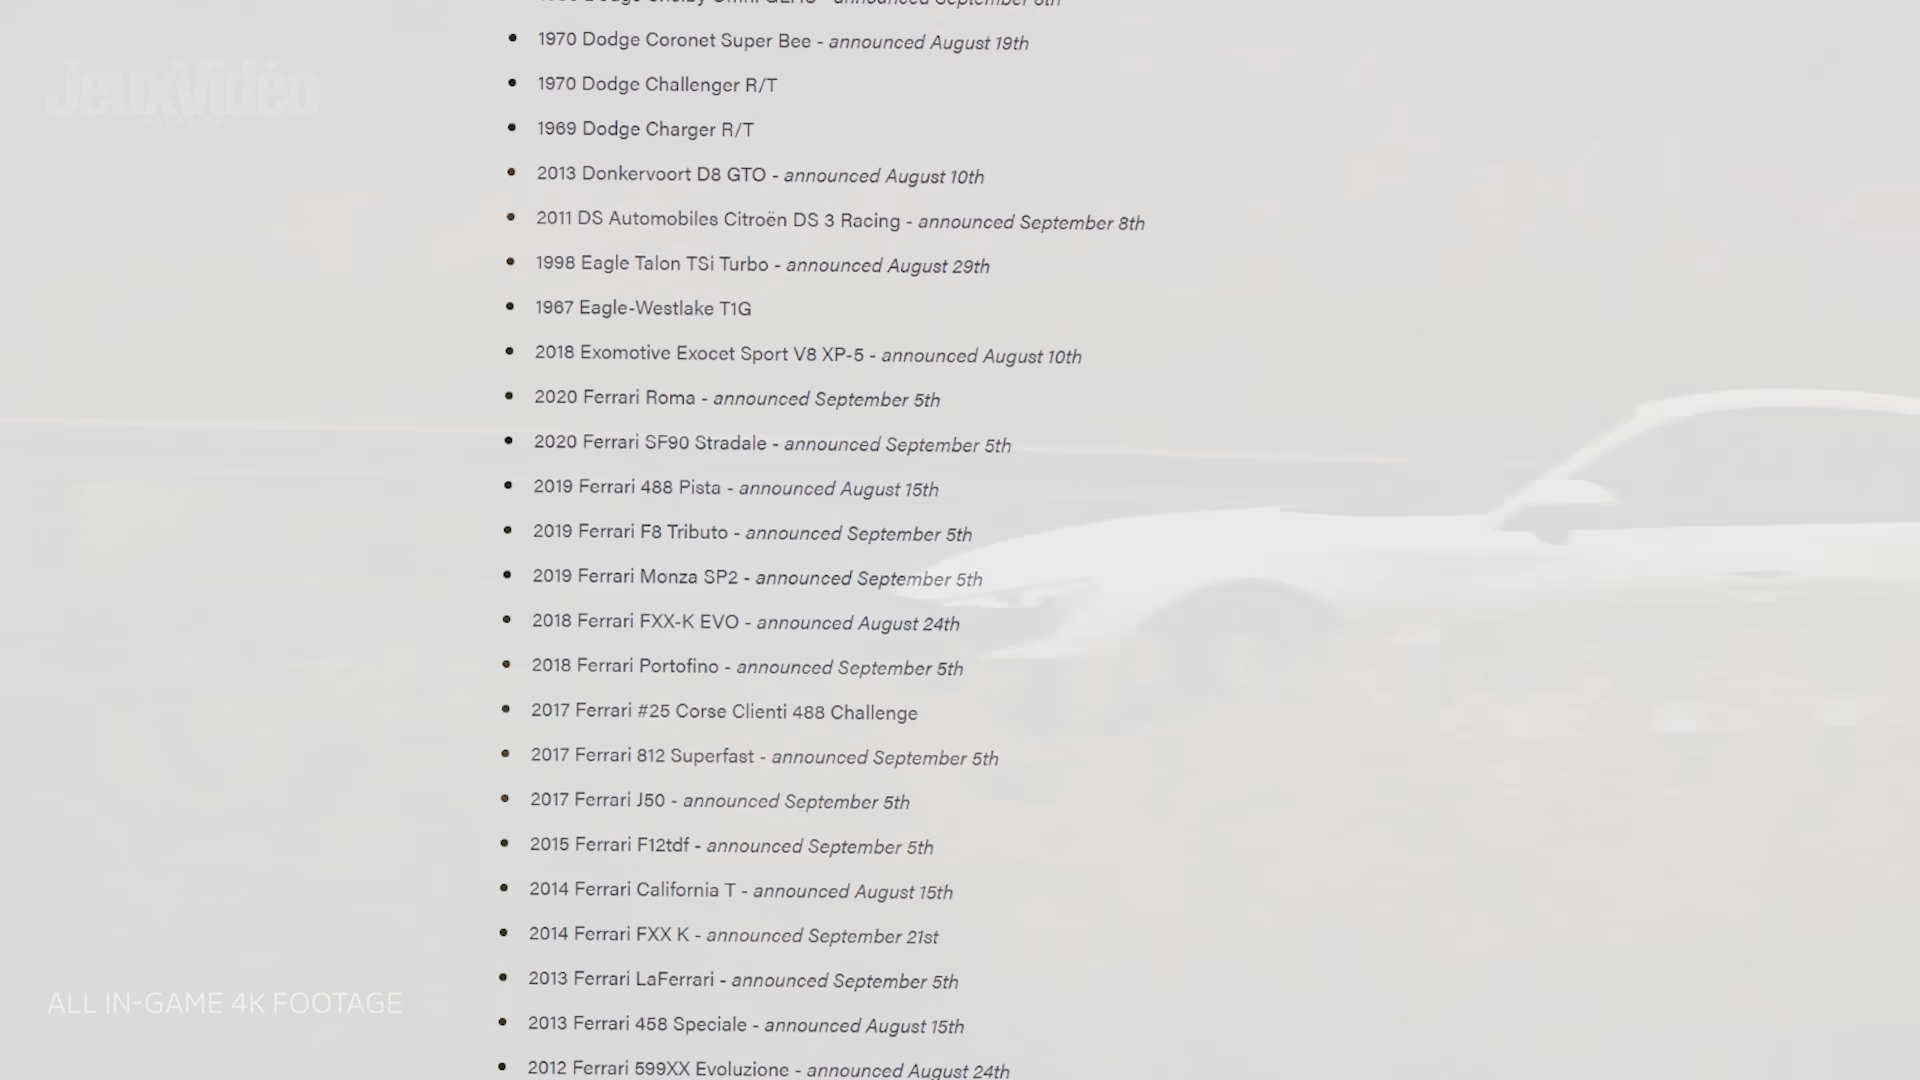 announced September 8th
1970 Dodge Coronet Super Bee - announced August 19th
JeuxVidéo
MAGAZINE
1970 Dodge Challenger R/T
1969 Dodge Charger R/T
2013 Donkervoort D8 GTO - announced August 10th
2011 DS Automobiles Citroën DS 3 Racing - announced September 8th
1998 Eagle Talon TSi Turbo - announced August 29th
1967 Eagle-Westlake T1G
2018 Exomotive Exocet Sport V8 XP-5 - announced August 10th
2020 Ferrari Roma - announced September 5th
2020 Ferrari SF90 Stradale - announced September 5th
2019 Ferrari 488 Pista - announced August 15th
2019 Ferrari F8 Tributo - announced September 5th
2019 Ferrari Monza SP2 - announced September 5th
2018 Ferrari FXX-K EVO - announced August 24th
2018 Ferrari Portofino - announced September 5th
2017 Ferrari #25 Corse Clienti 488 Challenge
2017 Ferrari 812 Superfast - announced September 5th
2017 Ferrari J50 - announced September 5th
2015 Ferrari F12tdf - announced September 5th
2014 Ferrari California T - announced August 15th
2014 Ferrari FXX K - announced September 21st
2013 Ferrari LaFerrari - announced September 5th
ALL IN-GAME 4K FOOTAGE
2013 Ferrari 458 Speciale - announced August 15th
2012 Ferrari 599XX Evoluzione - announced August 24th